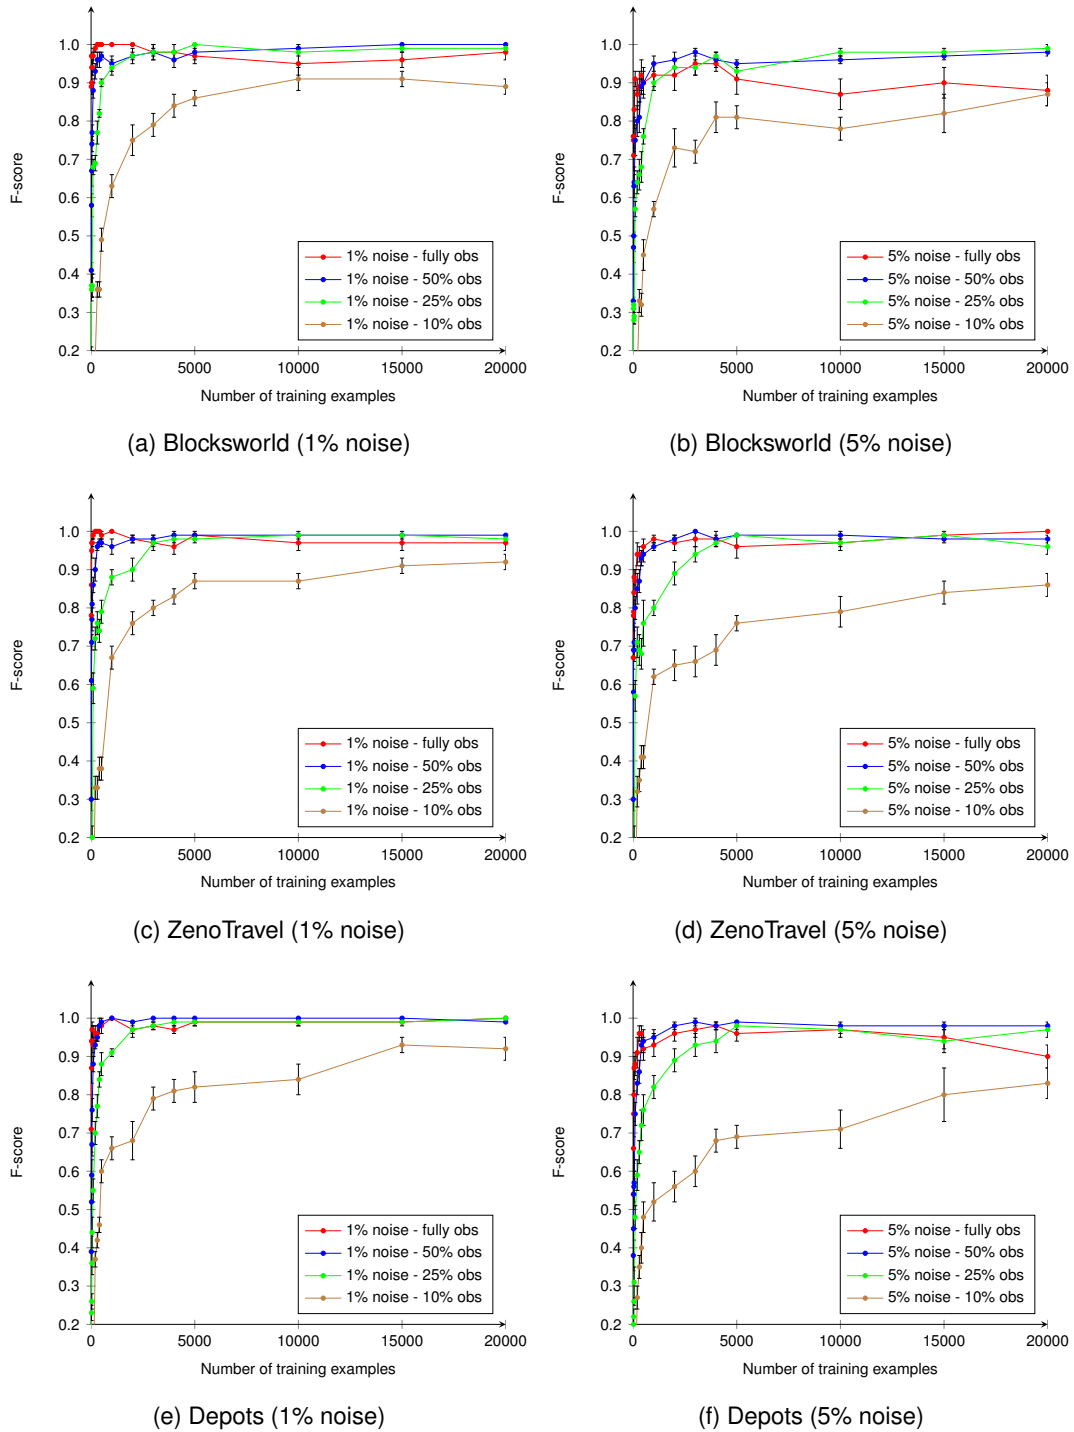 1.0
0.9
0.8
0.7
0.6
0.5
0.4
0.3
0.2
F-score
1% noise - fully obs
1% noise - 50% obs
1% noise - 25% obs
1% noise - 10% obs
0 5000 10000 15000 20000
Number of training examples
(a) Blocksworld (1% noise)
1.0
0.9
0.8
0.7
0.6
0.5
0.4
0.3
0.2
F-score
5% noise - fully obs
5% noise - 50% obs
5% noise - 25% obs
5% noise - 10% obs
0 5000 10000 15000 20000
Number of training examples
(b) Blocksworld (5% noise)
1.0
0.9
0.8
0.7
0.6
0.5
0.4
0.3
0.2
F-score
1% noise - fully obs
1% noise - 50% obs
1% noise - 25% obs
1% noise - 10% obs
0 5000 10000 15000 20000
Number of training examples
(c) ZenoTravel (1% noise)
1.0
0.9
0.8
0.7
0.6
0.5
0.4
0.3
0.2
F-score
5% noise - fully obs
5% noise - 50% obs
5% noise - 25% obs
5% noise - 10% obs
0 5000 10000 15000 20000
Number of training examples
(d) ZenoTravel (5% noise)
1.0
0.9
0.8
0.7
0.6
0.5
0.4
0.3
0.2
F-score
1% noise - fully obs
1% noise - 50% obs
1% noise - 25% obs
1% noise - 10% obs
0 5000 10000 15000 20000
Number of training examples
(e) Depots (1% noise)
1.0
0.9
0.8
0.7
0.6
0.5
0.4
0.3
0.2
F-score
5% noise - fully obs
5% noise - 50% obs
5% noise - 25% obs
5% noise - 10% obs
0 5000 10000 15000 20000
Number of training examples
(f) Depots (5% noise)